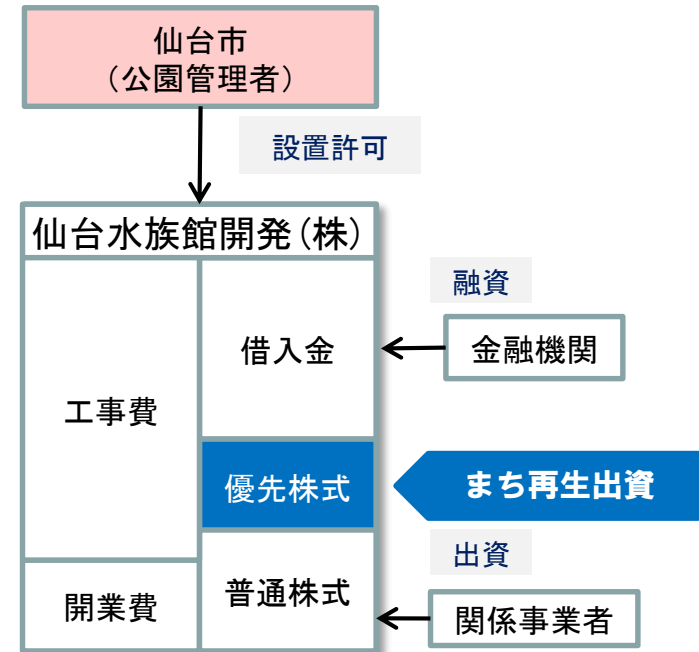 仙台市
（公園管理者）
設置許可
仙台水族館開発（株）
融資
借入金
金融機関
工事費
優先株式
まち再生出資
出資
開業費
普通株式
関係事業者